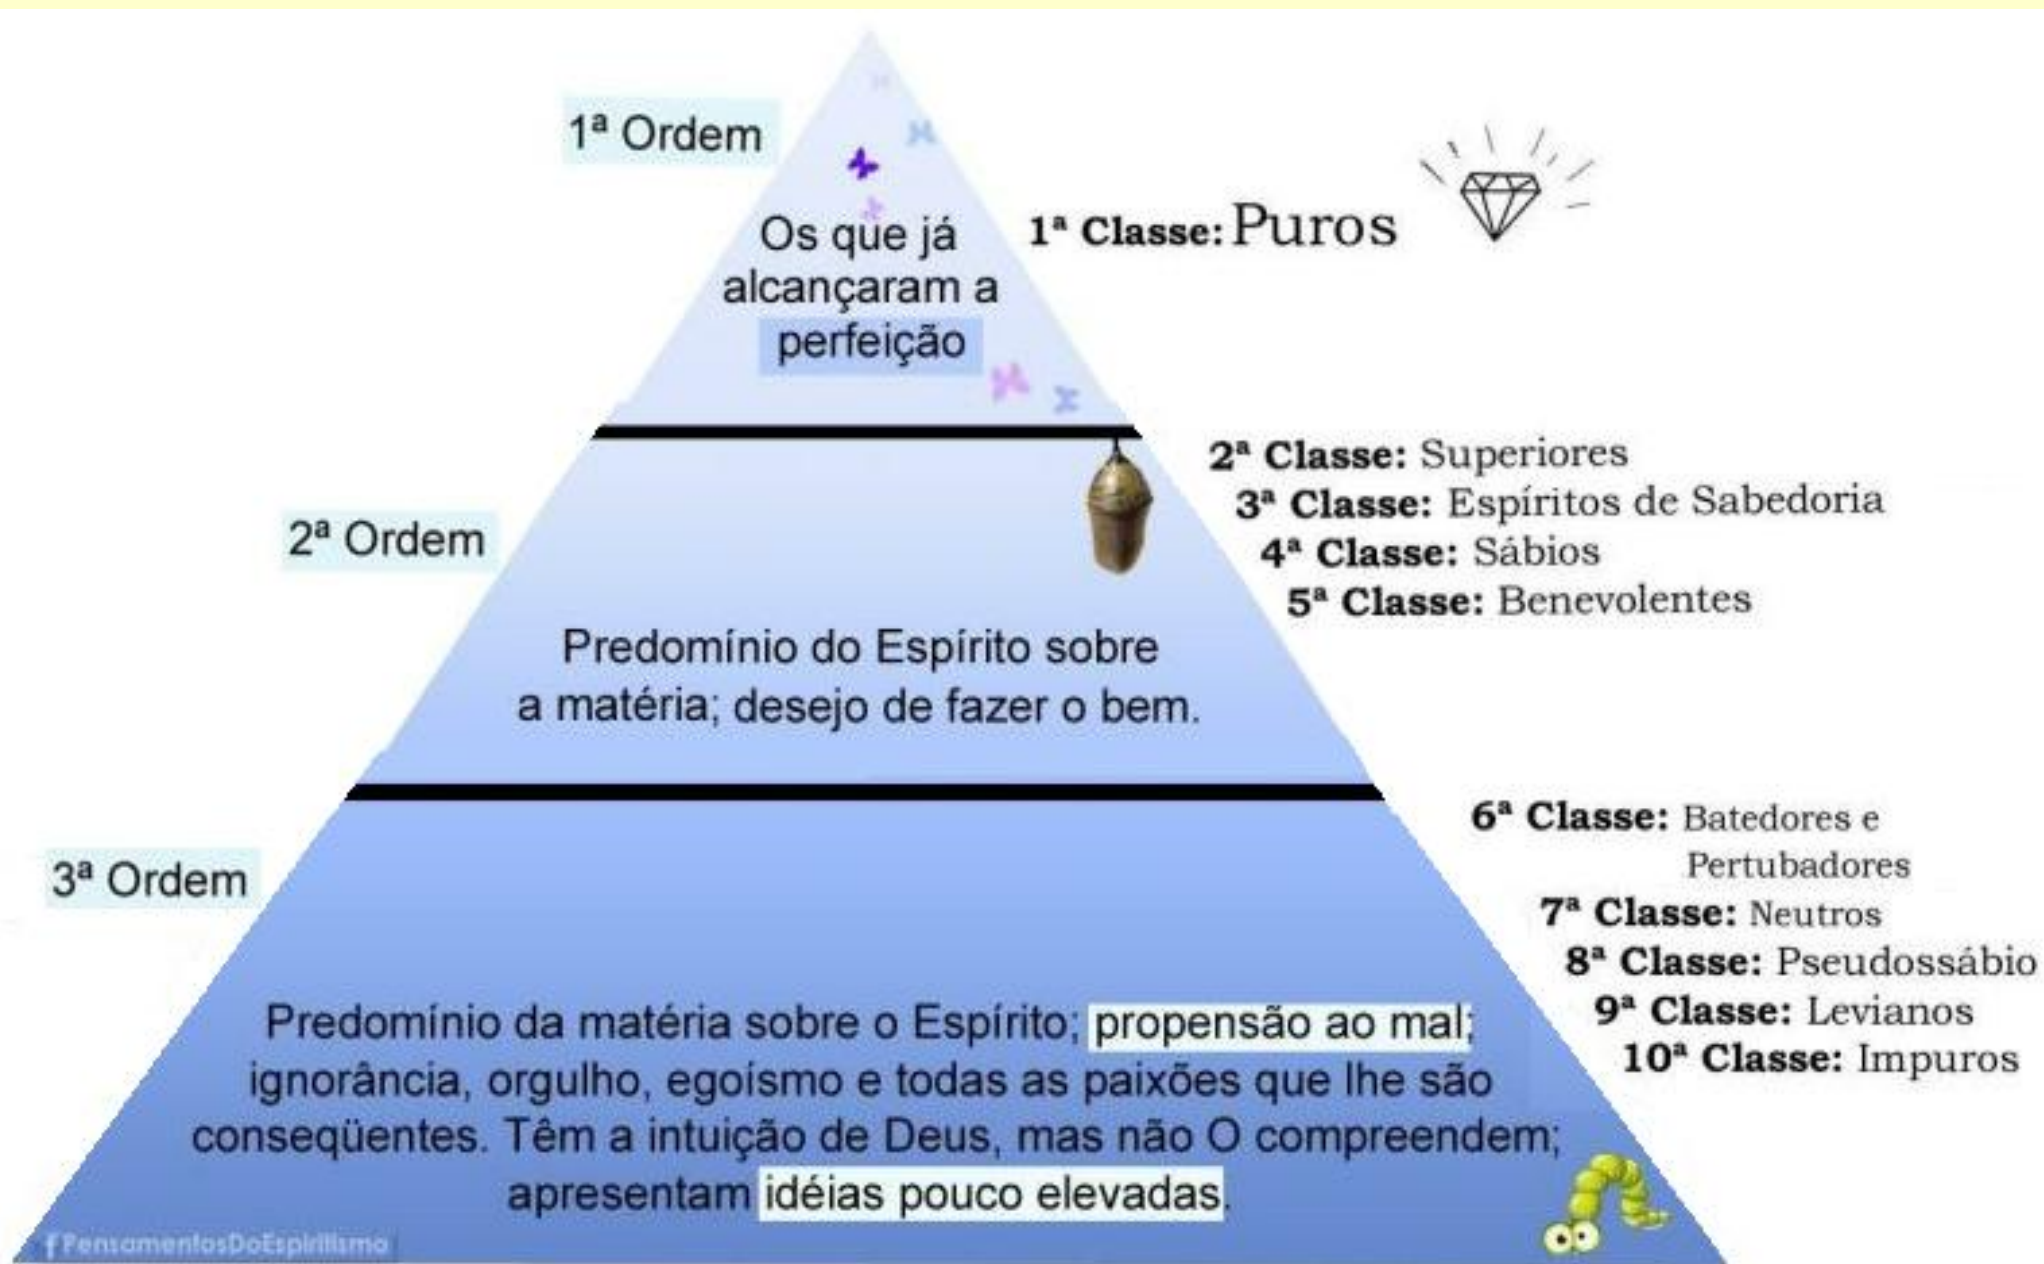 1ª Ordem
Os que já
alcançaram a
perfeição
1ª Classe: Puros
2ª Ordem
Predomínio do Espírito sobre
a matéria; desejo de fazer o bem.
2ª Classe: Superiores
3ª Classe: Espíritos de Sabedoria
4ª Classe: Sábios
5ª Classe: Benevolentes
3ª Ordem
Predomínio da matéria sobre o Espírito; propensão ao mal;
ignorância, orgulho, egoísmo e todas as paixões que lhe são
conseqüentes. Têm a intuição de Deus, mas não O compreendem;
apresentam idéias pouco elevadas.
6ª Classe: Batedores e
Pertubadores
7ª Classe: Neutros
8ª Classe: Pseudossábio
9ª Classe: Levianos
10ª Classe: Impuros
f PensamentosDoEspiritismo